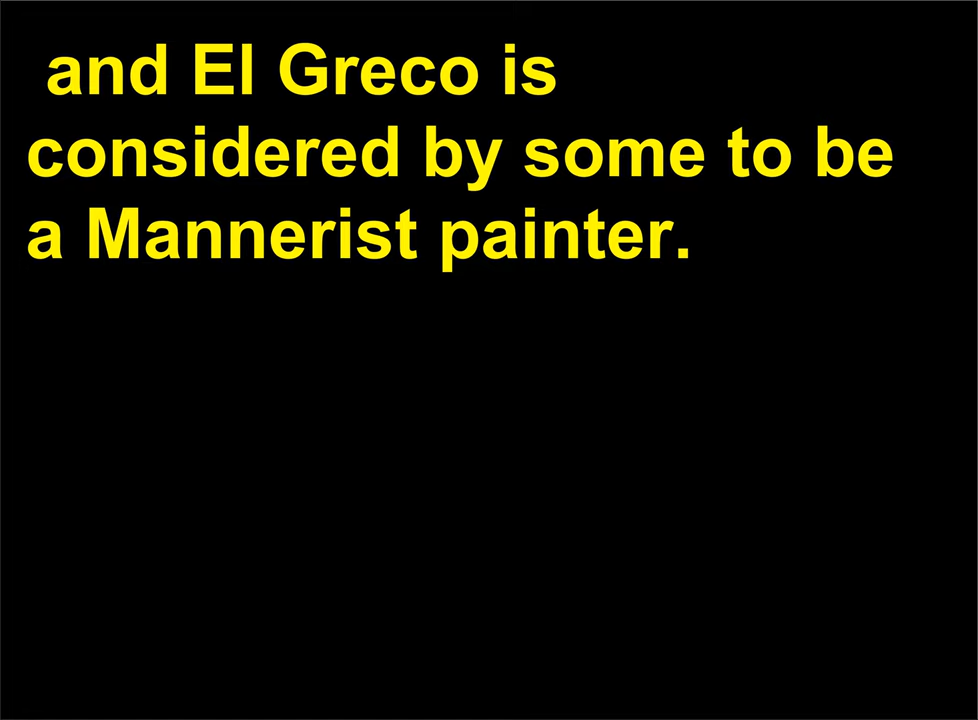 and El Greco is
considered by some to be
a Mannerist painter.